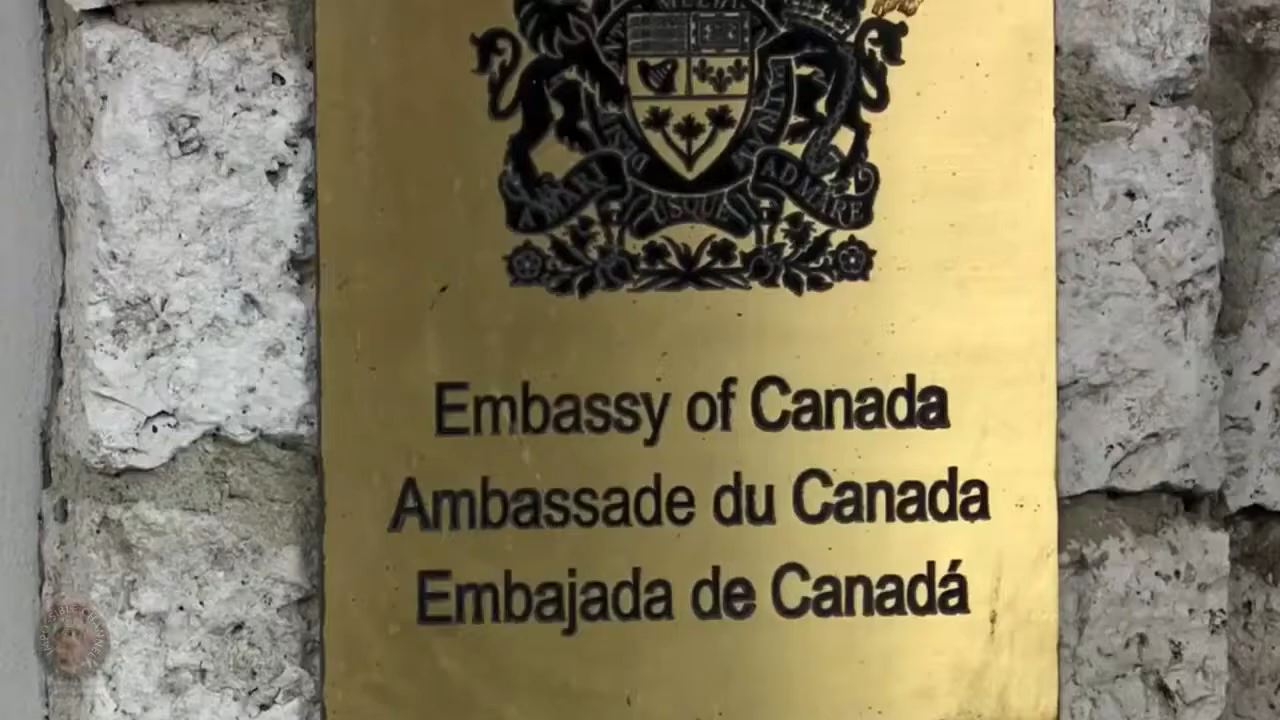 A MARI USQUE AD MARE
Embassy of Canada
Ambassade du Canada
Embajada de Canadá